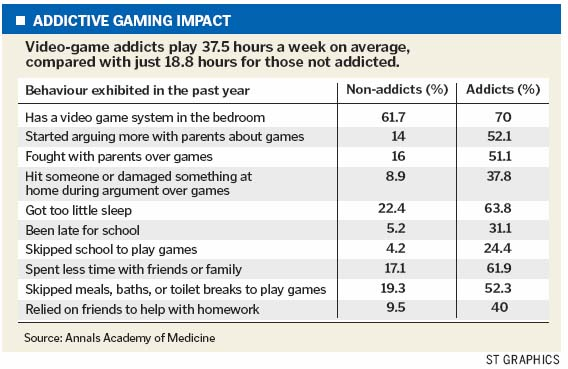 ADDICTIVE GAMING IMPACT
Video-game addicts play 37.5 hours a week on average,
compared with just 18.8 hours for those not addicted.
Behaviour exhibited in the past year Non-addicts (%) Addicts (%)
Has a video game system in the bedroom 61.7 70
Started arguing more with parents about games 14 52.1
Fought with parents over games 16 51.1
Hit someone or damaged something at 8.9 37.8
home during argument over games
Got too little sleep 22.4 63.8
Been late for school 5.2 31.1
Skipped school to play games 4.2 24.4
Spent less time with friends or family 17.1 61.9
Skipped meals, baths, or toilet breaks to play games 19.3 52.3
Relied on friends to help with homework 9.5 40
Source: Annals Academy of Medicine
ST GRAPHICS